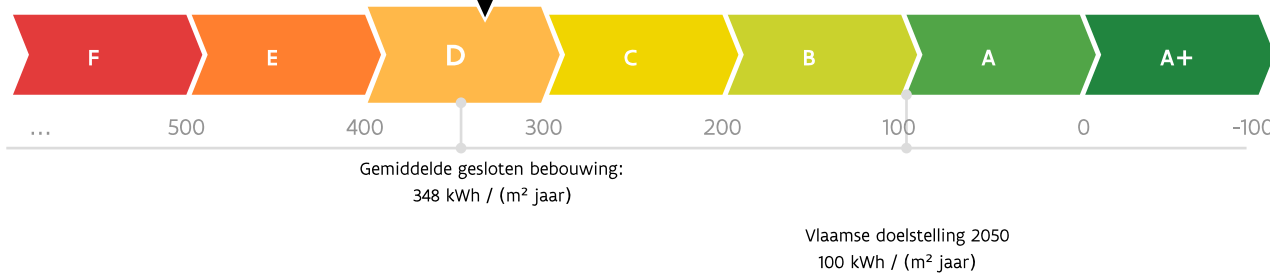 F E D C B A A+
... 500 400 300 200 100 0 -100
Gemiddelde gesloten bebouwing:
348 kWh / (m² jaar)
Vlaamse doelstelling 2050
100 kWh / (m² jaar)